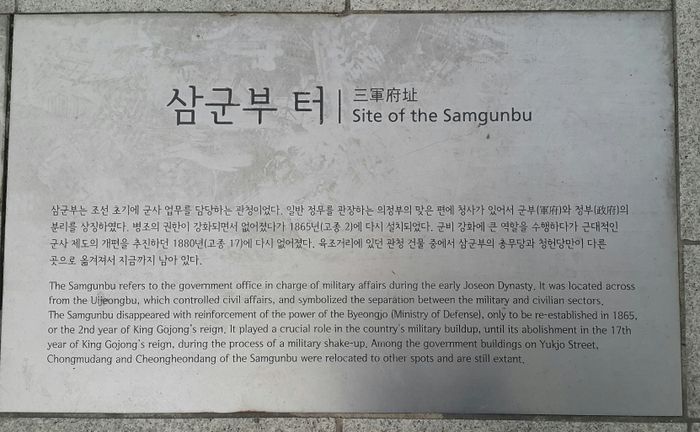 삼군부 터
三軍府址
Site of the Samgunbu
삼군부는 조선 초기에 군사 업무를 담당하는 관청이었다. 일반 정무를 관장하는 의정부의 맞은 편에 청사가 있어서 군부(軍府)와 정부(政府)의
분리를 상징하였다. 병조의 권한이 강화되면서 없어졌다가 1865년(고종 2)에 다시 설치되었다. 군비 강화에 큰 역할을 수행하다가 근대적인
군사 제도의 개편을 추진하던 1880년(고종 17)에 다시 없어졌다. 육조거리에 있던 관청 건물 중에서 삼군부의 총무당과 청헌당만이 다른
곳으로 옮겨져서 지금까지 남아 있다.
The Samgunbu refers to the government office in charge of military affairs during the early Joseon Dynasty. It was located across
from the Uijeongbu, which controlled civil affairs, and symbolized the separation between the military and civilian sectors.
The Samgunbu disappeared with reinforcement of the power of the Byeongjo (Ministry of Defense), only to be re-established in 1865,
or the 2nd year of King Gojong's reign. It played a crucial role in the country's military buildup, until its abolishment in the 17th
year of King Gojong's reign, during the process of a military shake-up. Among the government buildings on Yukjo Street,
Chongmudang and Cheongheondang of the Samgunbu were relocated to other spots and are still extant.